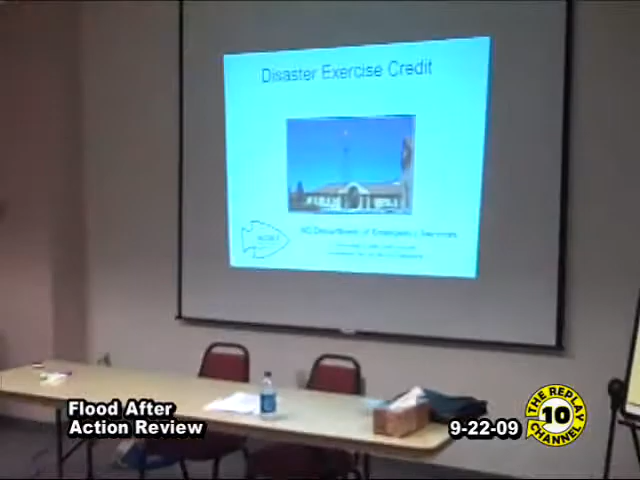 Disaster Exercise Credit
ND Department of Emergency Services
Flood After
Action Review
9-22-09
THE REPLAY
10
CHANNEL